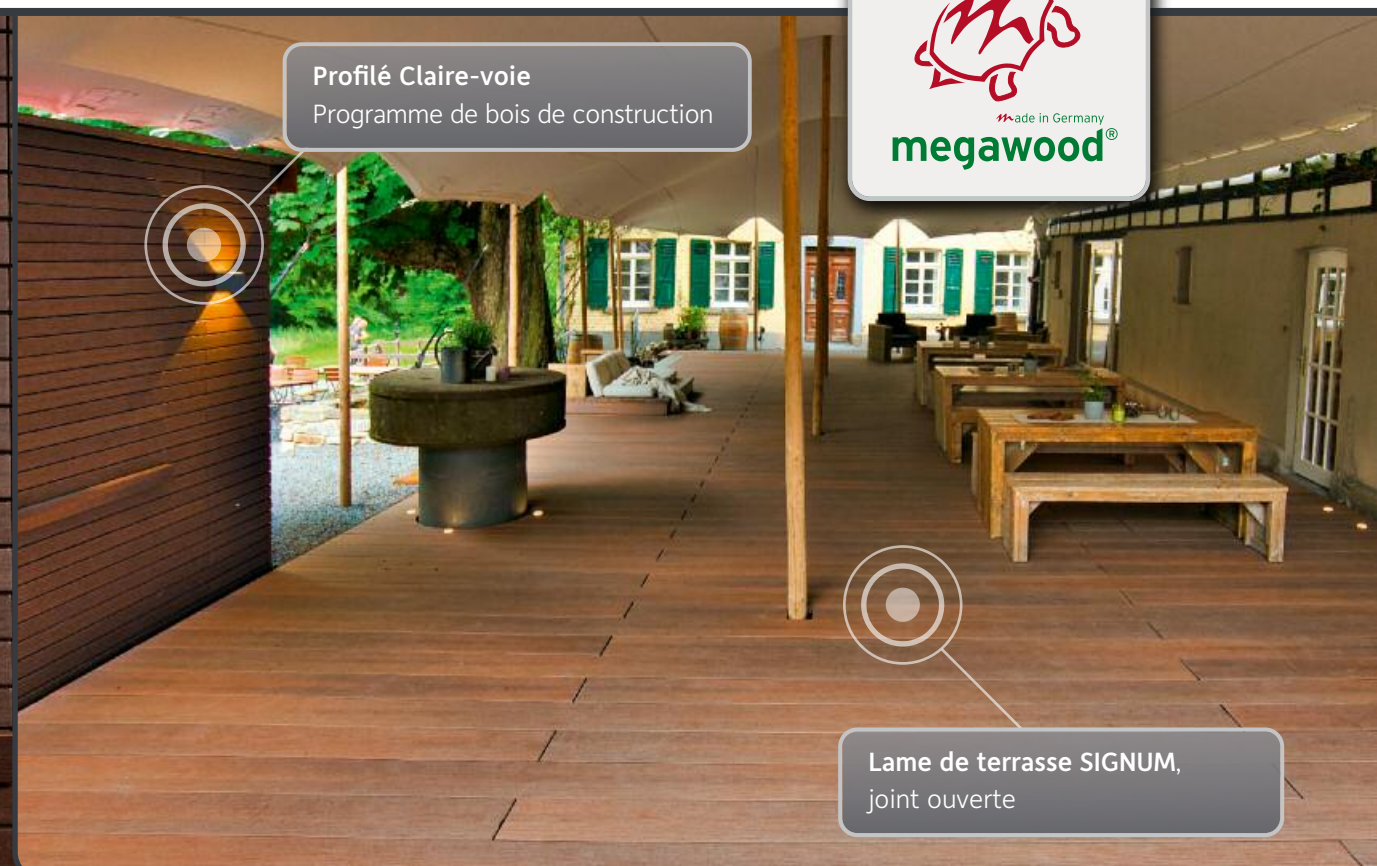 Profilé Claire-voie
Programme de bois de construction
made in Germany
megawood®
Lame de terrasse SIGNUM,
joint ouverte